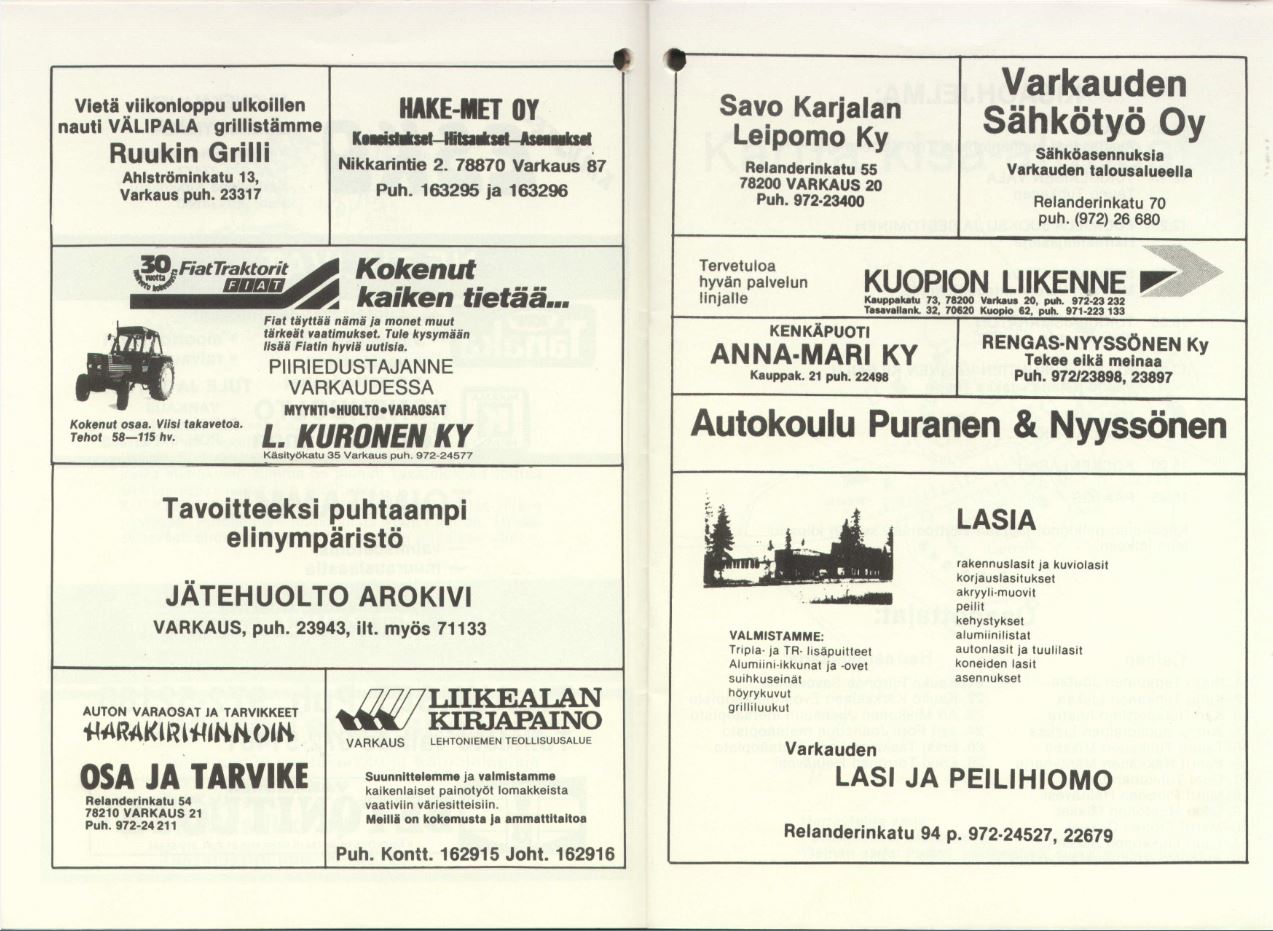 Vietä viikonloppu ulkoillen
nauti VÄLIPALA grillistämme
Ruukin Grilli
Ahlströminkatu 13,
Varkaus puh. 23317
HAKE-MET OY
Koneistukset—Hitsaukset—Asennukset
Nikkarintie 2. 78870 Varkaus 87
Puh. 163295 ja 163296
30 vuotta
Fiat Traktorit
FIAT
Kokenut
kaiken tietää...
Fiat täyttää nämä ja monet muut
tärkeät vaatimukset. Tule kysymään
lisää Fiatin hyviä uutisia.
PIIRIEDUSTAJANNE
VARKAUDESSA
MYYNTI●HUOLTO●VARAOSAT
Kokenut osaa. Viisi takavetoa.
Tehot 58—115 hv.
L. KURONEN KY
Käsityökatu 35 Varkaus puh. 972-24577
Tavoitteeksi puhtaampi
elinympäristö
JÄTEHUOLTO AROKIVI
VARKAUS, puh. 23943, ilt. myös 71133
AUTON VARAOSAT JA TARVIKKEET
HARAKIRIHINNOIN
OSA JA TARVIKE
Relanderinkatu 54
78210 VARKAUS 21
Puh. 972-24 211
VARKAUS
LIIKEALAN
KIRJAPAINO
LEHTONIEMEN TEOLLISUUSALUE
Suunnittelemme ja valmistamme
kaikenlaiset painotyöt lomakkeista
vaativiin väriesitteisiin.
Meillä on kokemusta ja ammattitaitoa
Puh. Kontt. 162915 Joht. 162916
Savo Karjalan
Leipomo Ky
Relanderinkatu 55
78200 VARKAUS 20
Puh. 972-23400
Varkauden
Sähkötyö Oy
Sähköasennuksia
Varkauden talousalueella
Relanderinkatu 70
puh. (972) 26 680
Tervetuloa
hyvän palvelun
linjalle
KUOPION LIIKENNE
Kauppakatu 73, 78200 Varkaus 20, puh. 972-23 232
Tasavallank. 32, 70620 Kuopio 62, puh. 971-223 133
KENKÄPUOTI
ANNA-MARI KY
Kauppak. 21 puh. 22498
RENGAS-NYYSSÖNEN Ky
Tekee eikä meinaa
Puh. 972/23898, 23897
Autokoulu Puranen & Nyyssönen
LASIA
rakennuslasit ja kuviolasit
korjauslasitukset
akryyli-muovit
peilit
kehystykset
alumiinilistat
autonlasit ja tuulilasit
koneiden lasit
asennukset
VALMISTAMME:
Tripla- ja TR- lisäpuitteet
Alumiini-ikkunat ja -ovet
suihkuseinät
höyrykuvut
grilliluukut
Varkauden
LASI JA PEILIHIOMO
Relanderinkatu 94 p. 972-24527, 22679